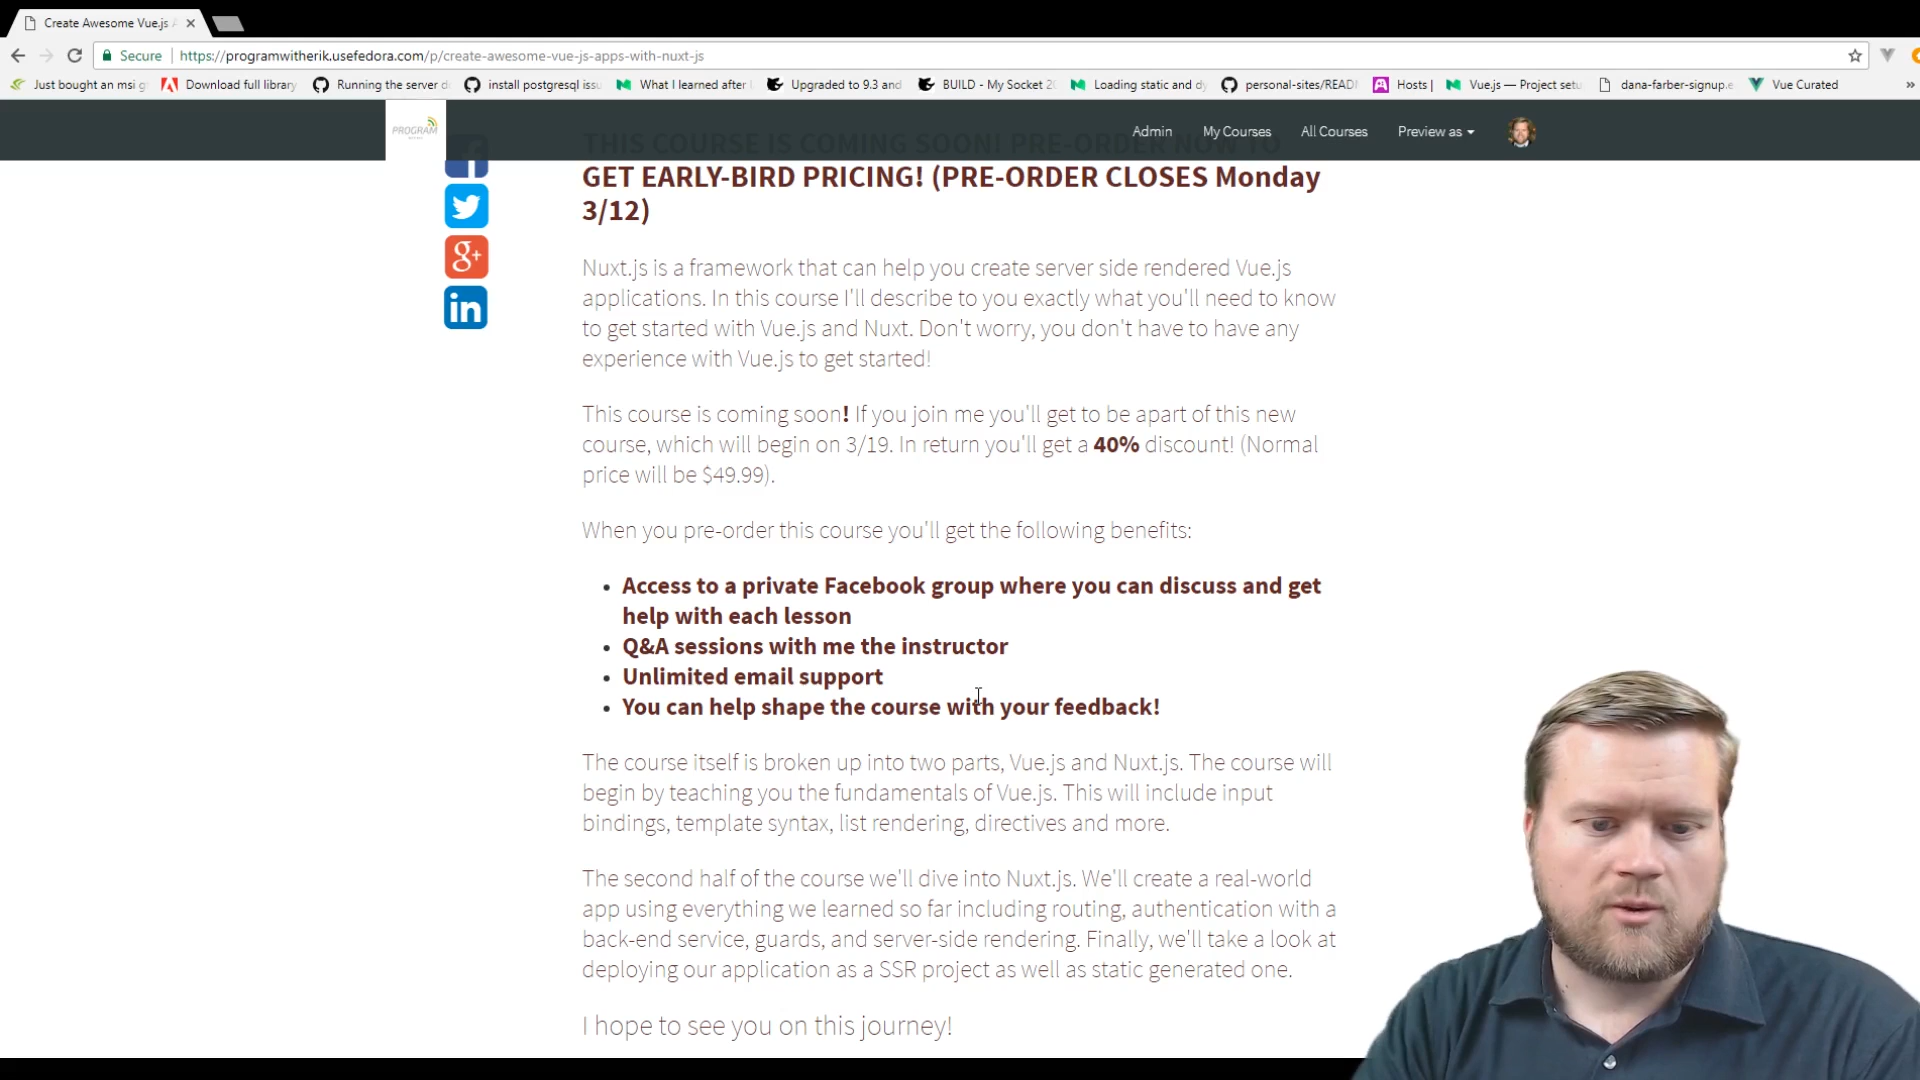 Create Awesome Vue.js A
Secure https://programwitherik.usefedora.com/p/create-awesome-vue-js-apps-with-nuxt-js
Just bought an msi g Download full library Running the server d install postgresql issu What I learned after Upgraded to 9.3 and BUILD - My Socket 20 Loading static and dy personal-sites/READ Hosts | Vue.js — Project setu dana-farber-signup.e Vue Curated »
PROGRAM Admin My Courses All Courses Preview as
THIS COURSE IS COMING SOON! PRE-ORDER NOW TO
GET EARLY-BIRD PRICING! (PRE-ORDER CLOSES Monday
3/12)
g+
in
Nuxt.js is a framework that can help you create server side rendered Vue.js
applications. In this course I'll describe to you exactly what you'll need to know
to get started with Vue.js and Nuxt. Don't worry, you don't have to have any
experience with Vue.js to get started!
This course is coming soon! If you join me you'll get to be apart of this new
course, which will begin on 3/19. In return you'll get a 40% discount! (Normal
price will be $49.99).
When you pre-order this course you'll get the following benefits:
• Access to a private Facebook group where you can discuss and get
help with each lesson
• Q&A sessions with me the instructor
• Unlimited email support
• You can help shape the course with your feedback!
The course itself is broken up into two parts, Vue.js and Nuxt.js. The course will
begin by teaching you the fundamentals of Vue.js. This will include input
bindings, template syntax, list rendering, directives and more.
The second half of the course we'll dive into Nuxt.js. We'll create a real-world
app using everything we learned so far including routing, authentication with a
back-end service, guards, and server-side rendering. Finally, we'll take a look at
deploying our application as a SSR project as well as static generated one.
I hope to see you on this journey!